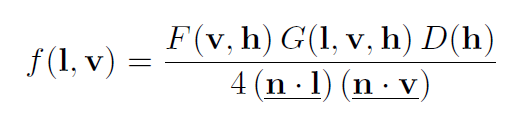 f(l, v) = F(v, h) G(l, v, h) D(h) / 4 (n · l) (n · v)